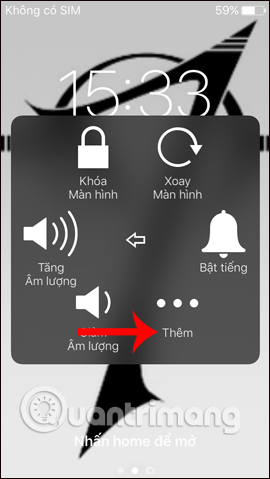 Không có SIM 59%
15:33
Khóa
Màn hình
Xoay
Màn hình
Tăng
Âm lượng
Bật tiếng
Giảm
Âm lượng
Thêm
Quantrimang
Nhấn home để mở